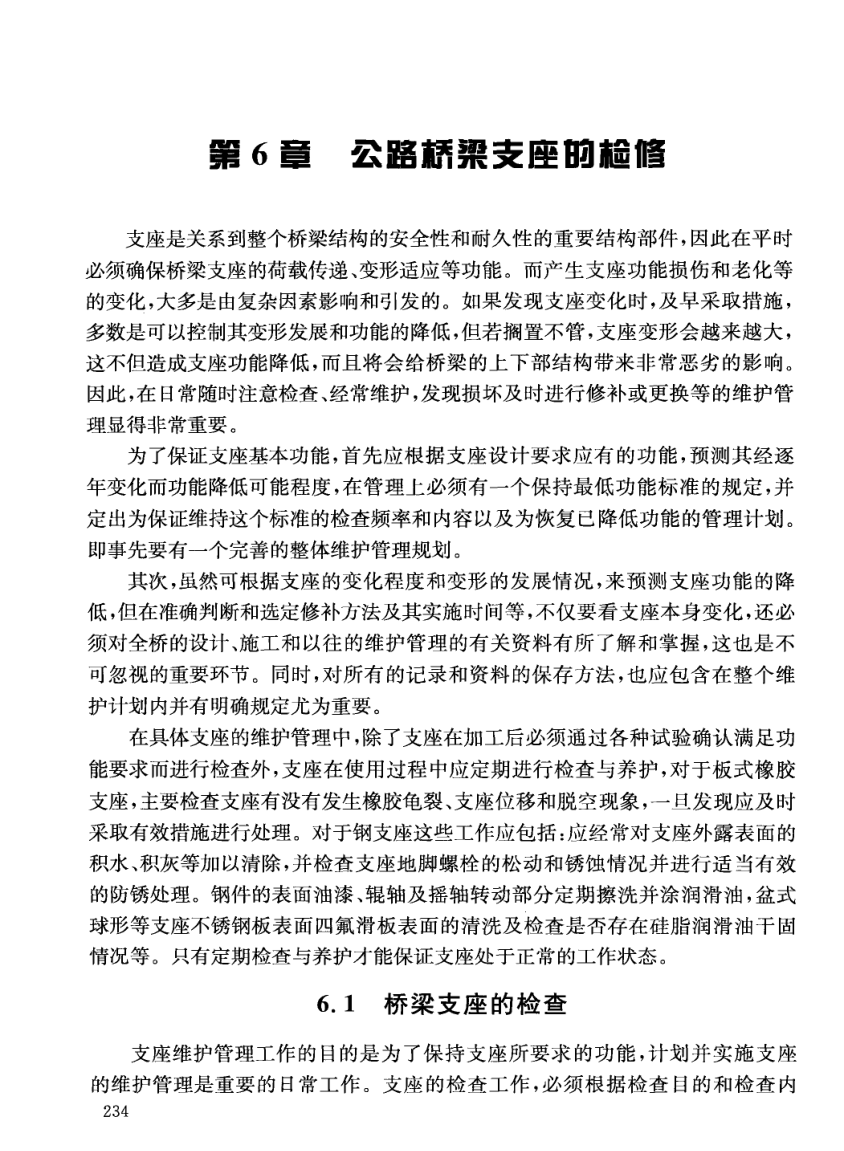 第 6 章　公路桥梁支座的检修
支座是关系到整个桥梁结构的安全性和耐久性的重要结构部件,因此在平时
必须确保桥梁支座的荷载传递、变形适应等功能。而产生支座功能损伤和老化等
的变化,大多是由复杂因素影响和引发的。如果发现支座变化时,及早采取措施,
多数是可以控制其变形发展和功能的降低,但若搁置不管,支座变形会越来越大,
这不但造成支座功能降低,而且将会给桥梁的上下部结构带来非常恶劣的影响。
因此,在日常随时注意检查、经常维护,发现损坏及时进行修补或更换等的维护管
理显得非常重要。
为了保证支座基本功能,首先应根据支座设计要求应有的功能,预测其经逐
年变化而功能降低可能程度,在管理上必须有一个保持最低功能标准的规定,并
定出为保证维持这个标准的检查频率和内容以及为恢复已降低功能的管理计划。
即事先要有一个完善的整体维护管理规划。
其次,虽然可根据支座的变化程度和变形的发展情况,来预测支座功能的降
低,但在准确判断和选定修补方法及其实施时间等,不仅要看支座本身变化,还必
须对全桥的设计、施工和以往的维护管理的有关资料有所了解和掌握,这也是不
可忽视的重要环节。同时,对所有的记录和资料的保存方法,也应包含在整个维
护计划内并有明确规定尤为重要。
在具体支座的维护管理中,除了支座在加工后必须通过各种试验确认满足功
能要求而进行检查外,支座在使用过程中应定期进行检查与养护,对于板式橡胶
支座,主要检查支座有没有发生橡胶龟裂、支座位移和脱空现象,一旦发现应及时
采取有效措施进行处理。对于钢支座这些工作应包括:应经常对支座外露表面的
积水、积灰等加以清除,并检查支座地脚螺栓的松动和锈蚀情况并进行适当有效
的防锈处理。钢件的表面油漆、辊轴及摇轴转动部分定期擦洗并涂润滑油,盆式
球形等支座不锈钢板表面四氟滑板表面的清洗及检查是否存在硅脂润滑油干固
情况等。只有定期检查与养护才能保证支座处于正常的工作状态。
6.1　桥梁支座的检查
支座维护管理工作的目的是为了保持支座所要求的功能,计划并实施支座
的维护管理是重要的日常工作。支座的检查工作,必须根据检查目的和检查内
234